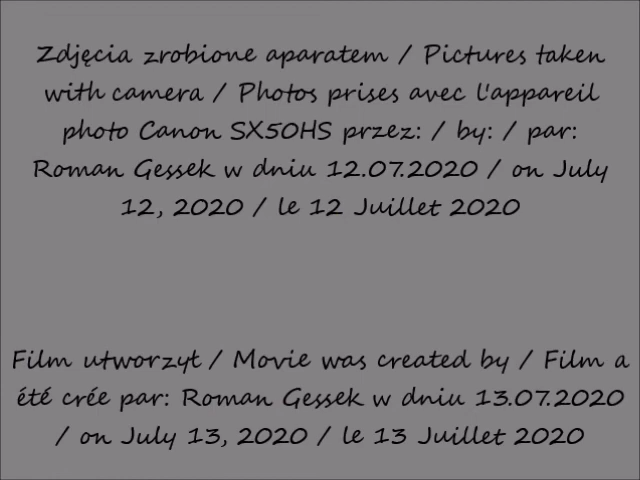 Zdjęcia zrobione aparatem / Pictures taken
with camera / Photos prises avec l'appareil
photo Canon SX50HS przez: / by: / par:
Roman Gessek w dniu 12.07.2020 / on July
12, 2020 / le 12 Juillet 2020
Film utworzył / Movie was created by / Film a
été crée par: Roman Gessek w dniu 13.07.2020
/ on July 13, 2020 / le 13 Juillet 2020